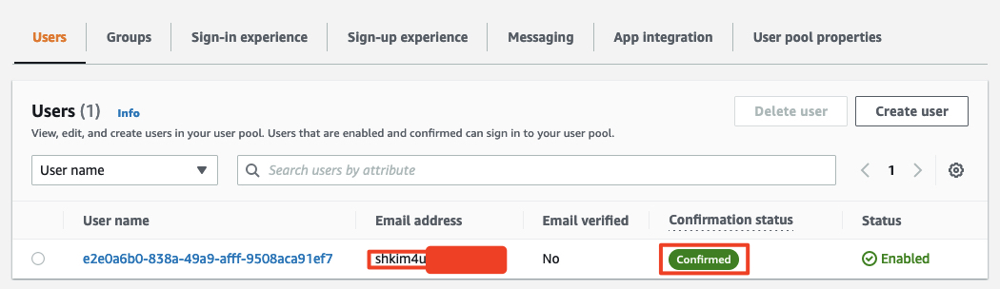 Users Groups Sign-in experience Sign-up experience Messaging App integration User pool properties
Users (1) Info
Delete user Create user
View, edit, and create users in your user pool. Users that are enabled and confirmed can sign in to your user pool.
User name Search users by attribute 1
User name Email address Email verified Confirmation status Status
e2e0a6b0-838a-49a9-afff-9508aca91ef7 shkim4u No Confirmed Enabled